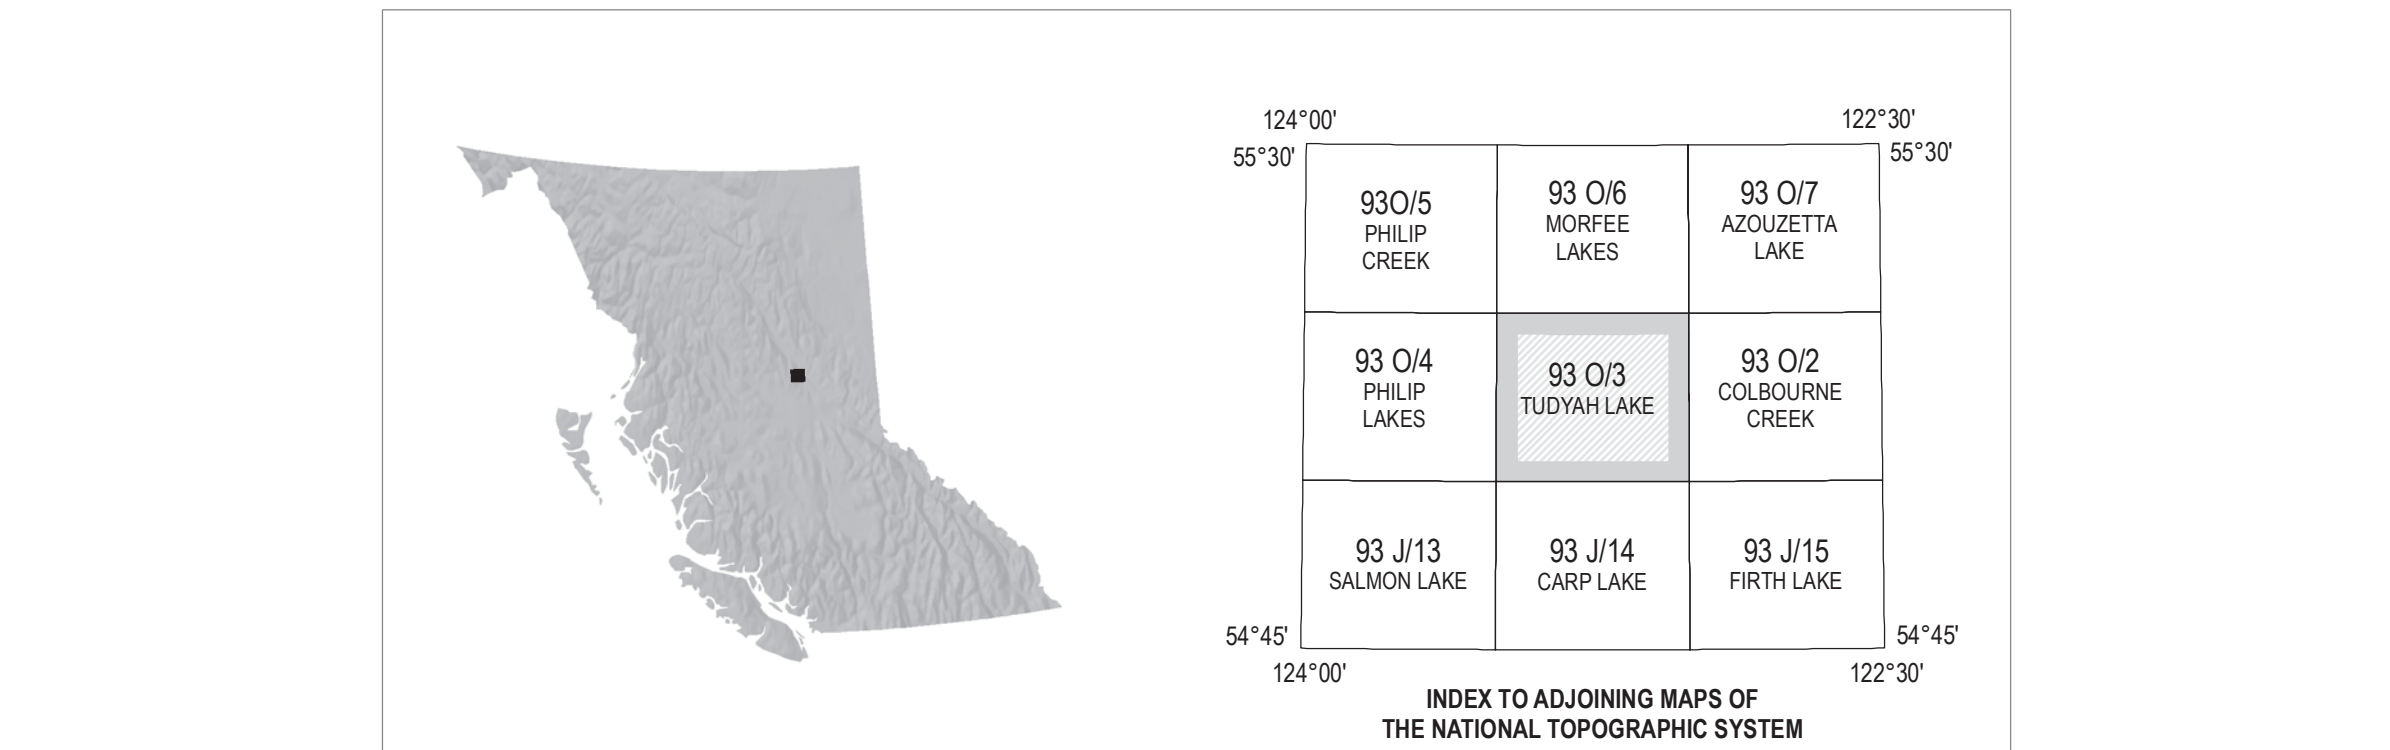 124°00'
122°30'
55°30'
55°30'
93O/5
PHILIP
CREEK
93 O/6
MORFEE
LAKES
93 O/7
AZOUZETTA
LAKE
93 O/4
PHILIP
LAKES
93 O/3
TUDYAH LAKE
93 O/2
COLBOURNE
CREEK
93 J/13
SALMON LAKE
93 J/14
CARP LAKE
93 J/15
FIRTH LAKE
54°45'
54°45'
124°00'
122°30'
INDEX TO ADJOINING MAPS OF
THE NATIONAL TOPOGRAPHIC SYSTEM